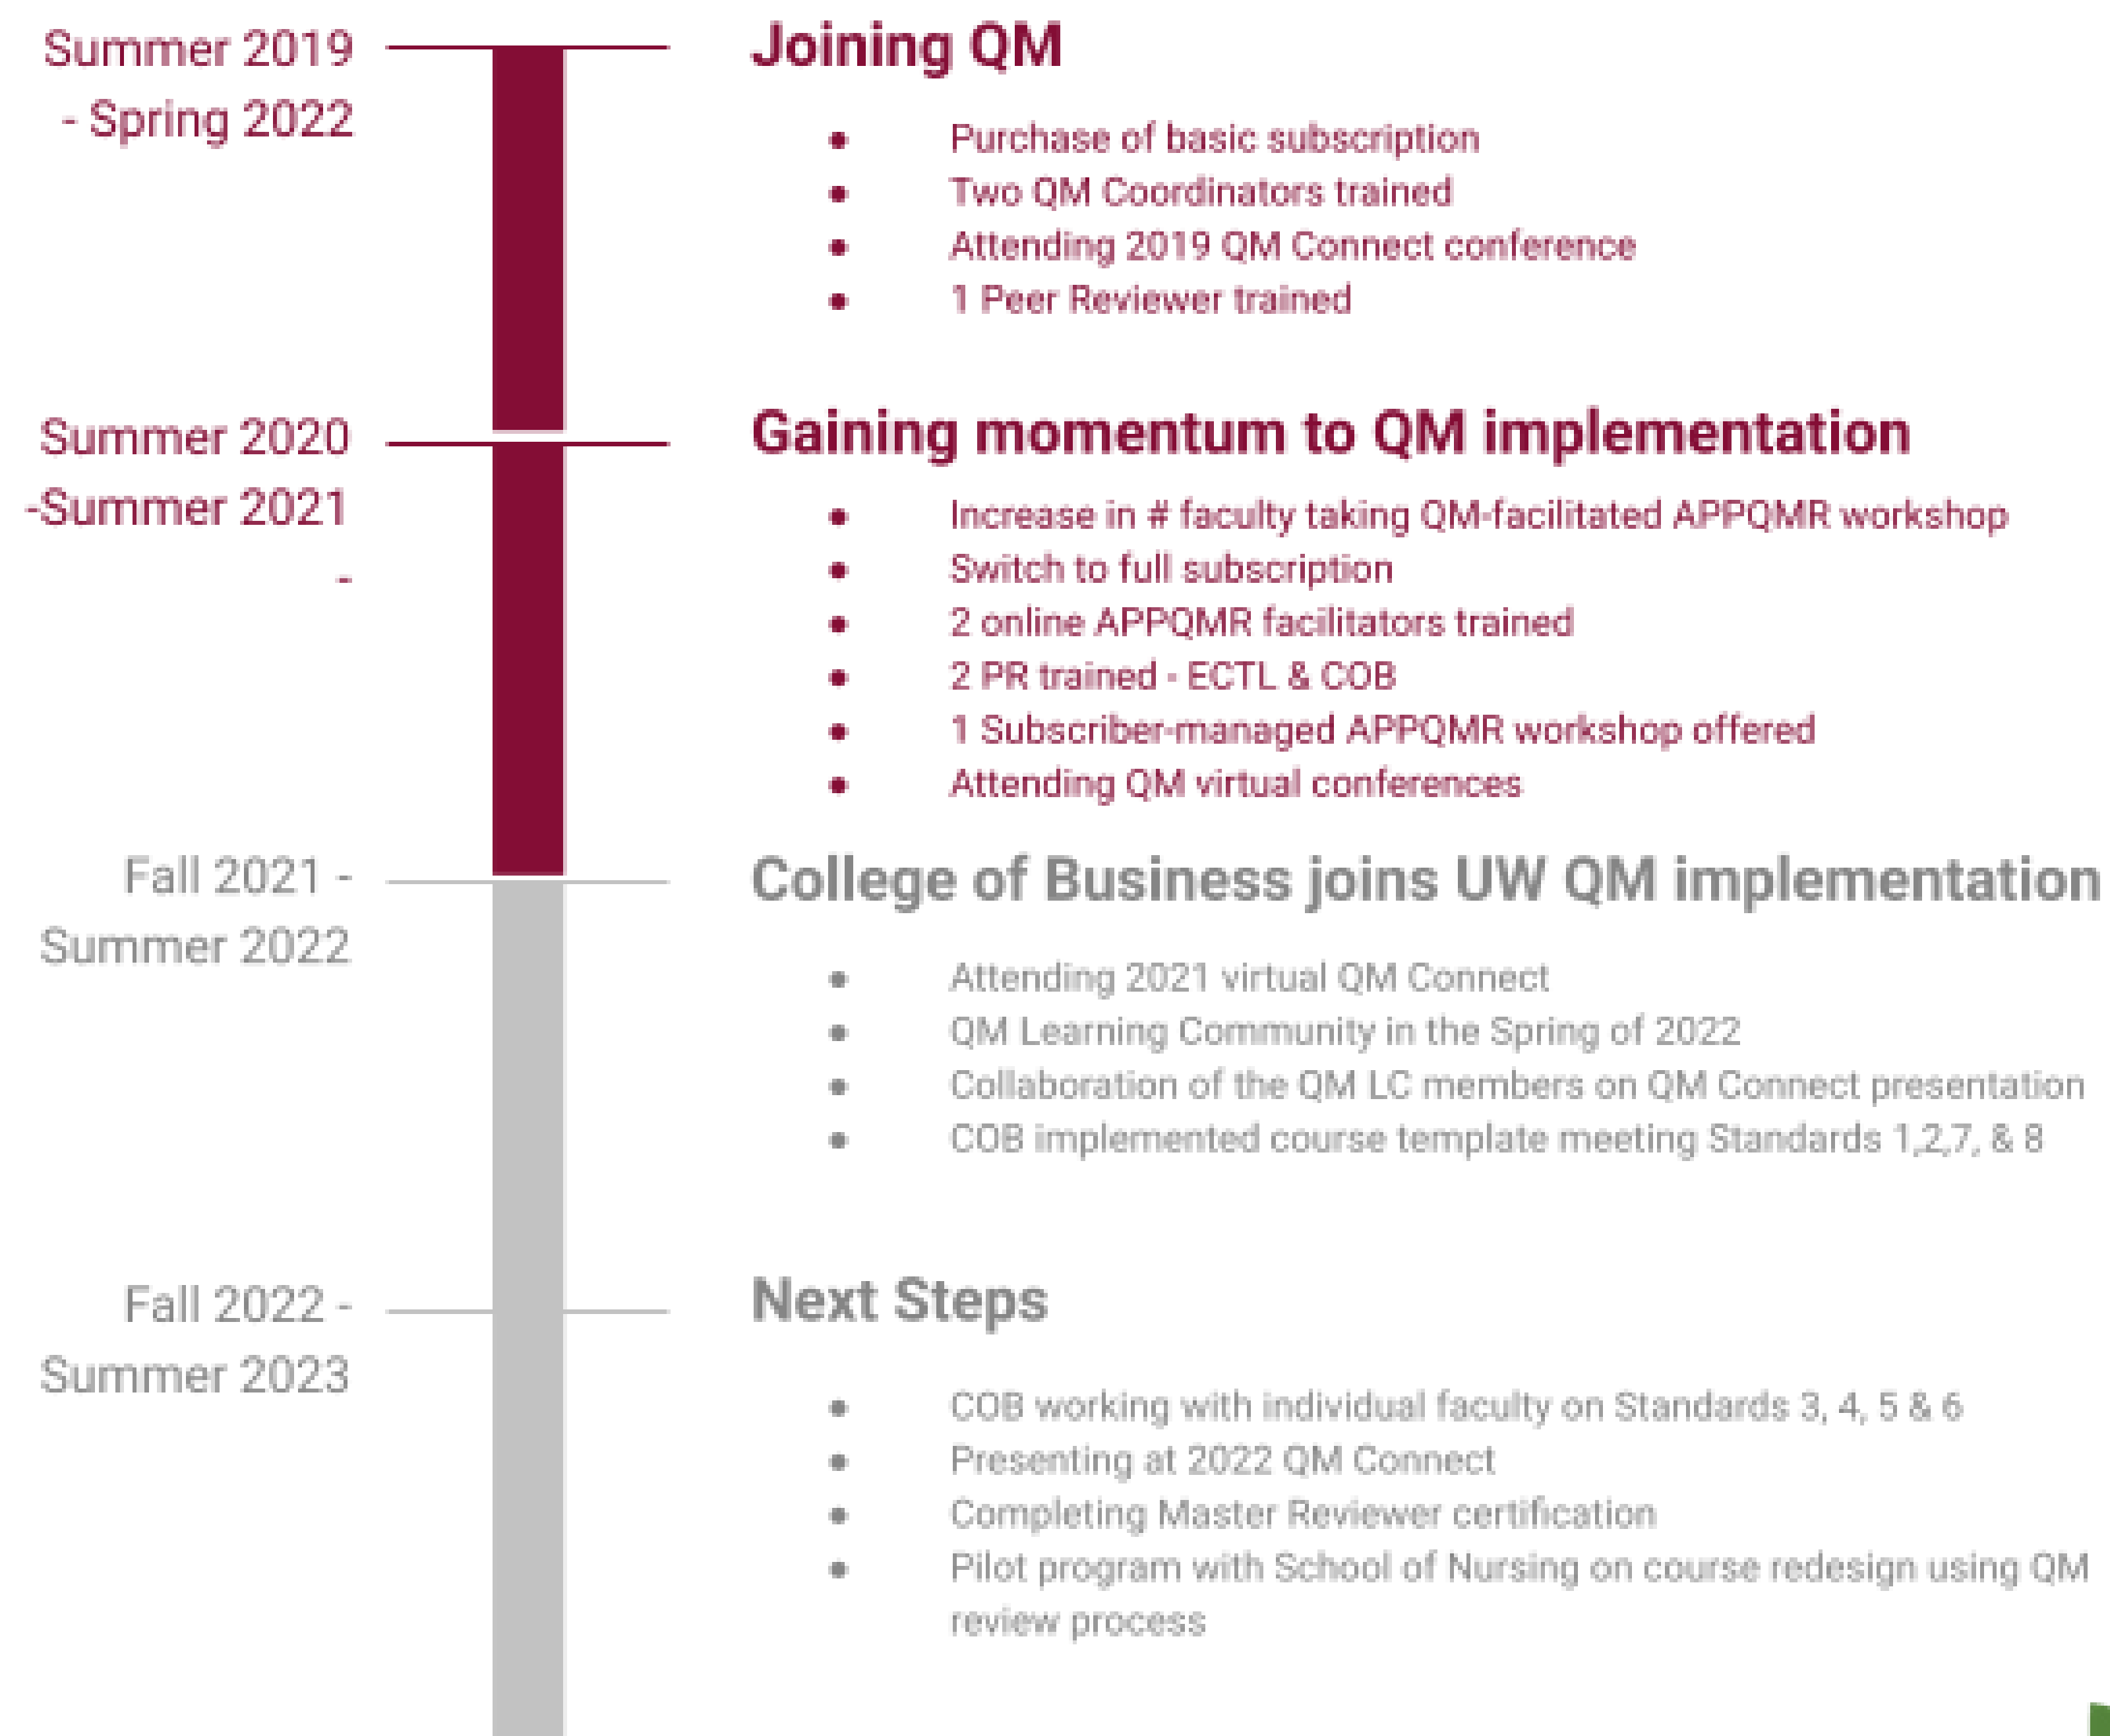 Summer 2019
- Spring 2022
Joining QM
• Purchase of basic subscription
• Two QM Coordinators trained
• Attending 2019 QM Connect conference
• 1 Peer Reviewer trained
Summer 2020
-Summer 2021
-
Gaining momentum to QM implementation
• Increase in # faculty taking QM-facilitated APPQMR workshop
• Switch to full subscription
• 2 online APPQMR facilitators trained
• 2 PR trained - ECTL & COB
• 1 Subscriber-managed APPQMR workshop offered
• Attending QM virtual conferences
Fall 2021 -
Summer 2022
College of Business joins UW QM implementation
• Attending 2021 virtual QM Connect
• QM Learning Community in the Spring of 2022
• Collaboration of the QM LC members on QM Connect presentation
• COB implemented course template meeting Standards 1,2,7, & 8
Fall 2022 -
Summer 2023
Next Steps
• COB working with individual faculty on Standards 3, 4, 5 & 6
• Presenting at 2022 QM Connect
• Completing Master Reviewer certification
• Pilot program with School of Nursing on course redesign using QM
review process